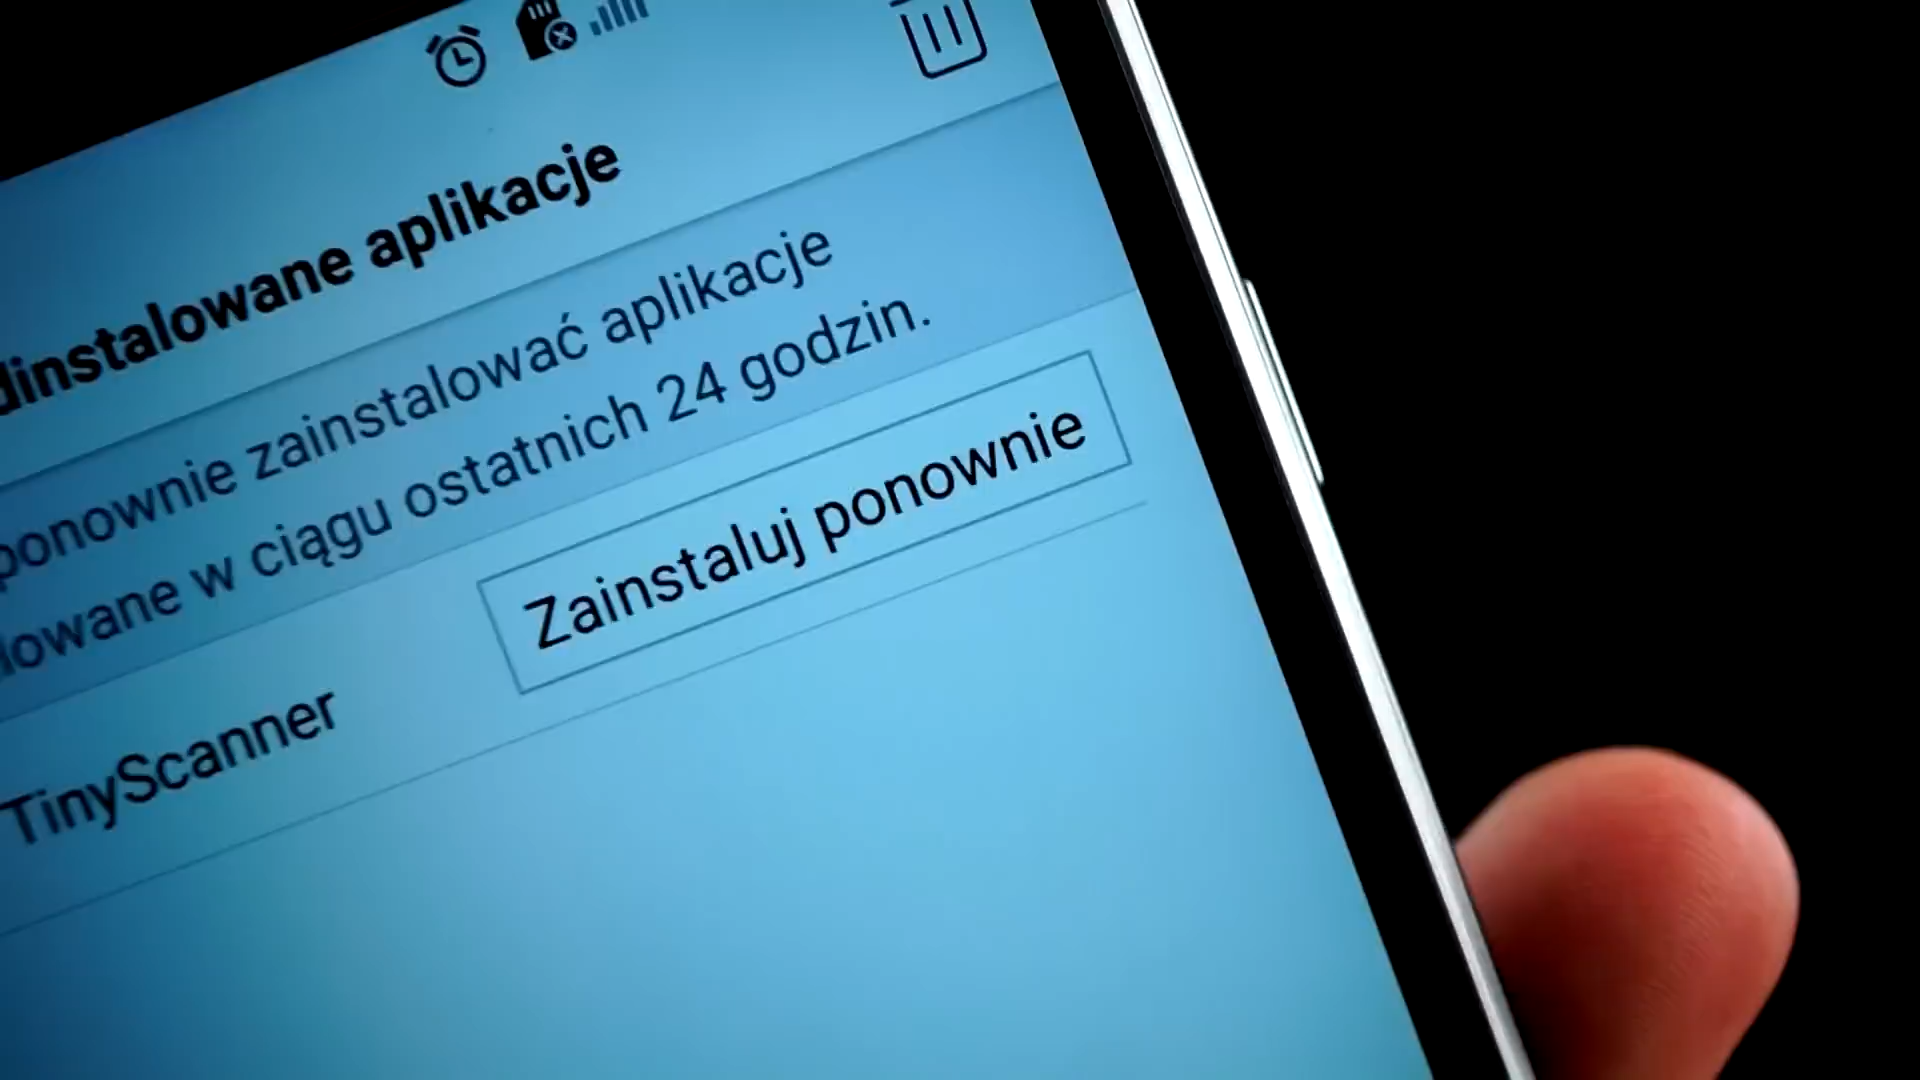 dinstalowane aplikacje
ponownie zainstalować aplikacje
lowane w ciągu ostatnich 24 godzin.
Zainstaluj ponownie
TinyScanner